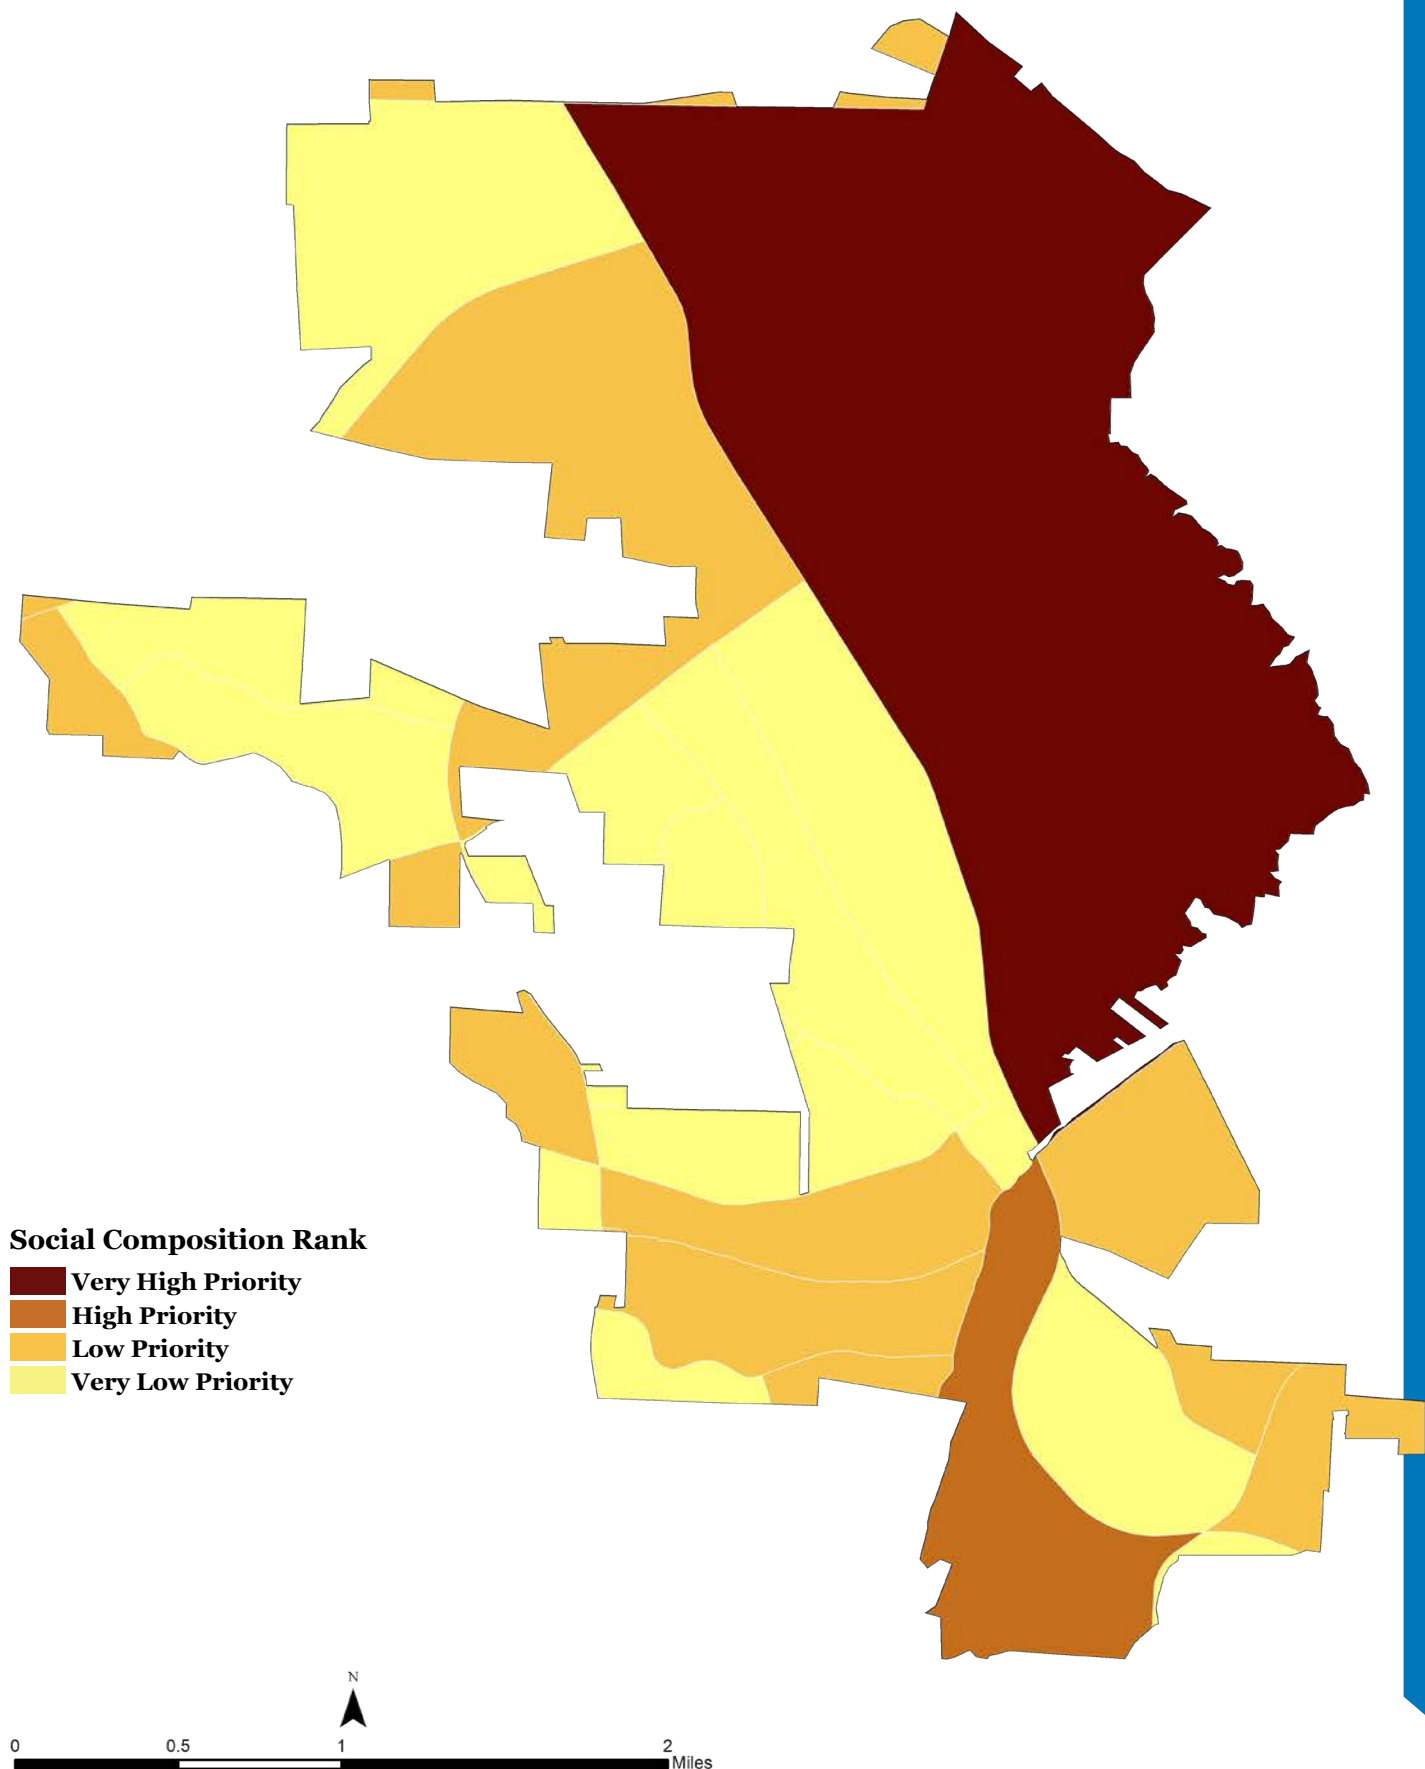 Social Composition Rank
Very High Priority
High Priority
Low Priority
Very Low Priority
N
0 0.5 1 2
Miles